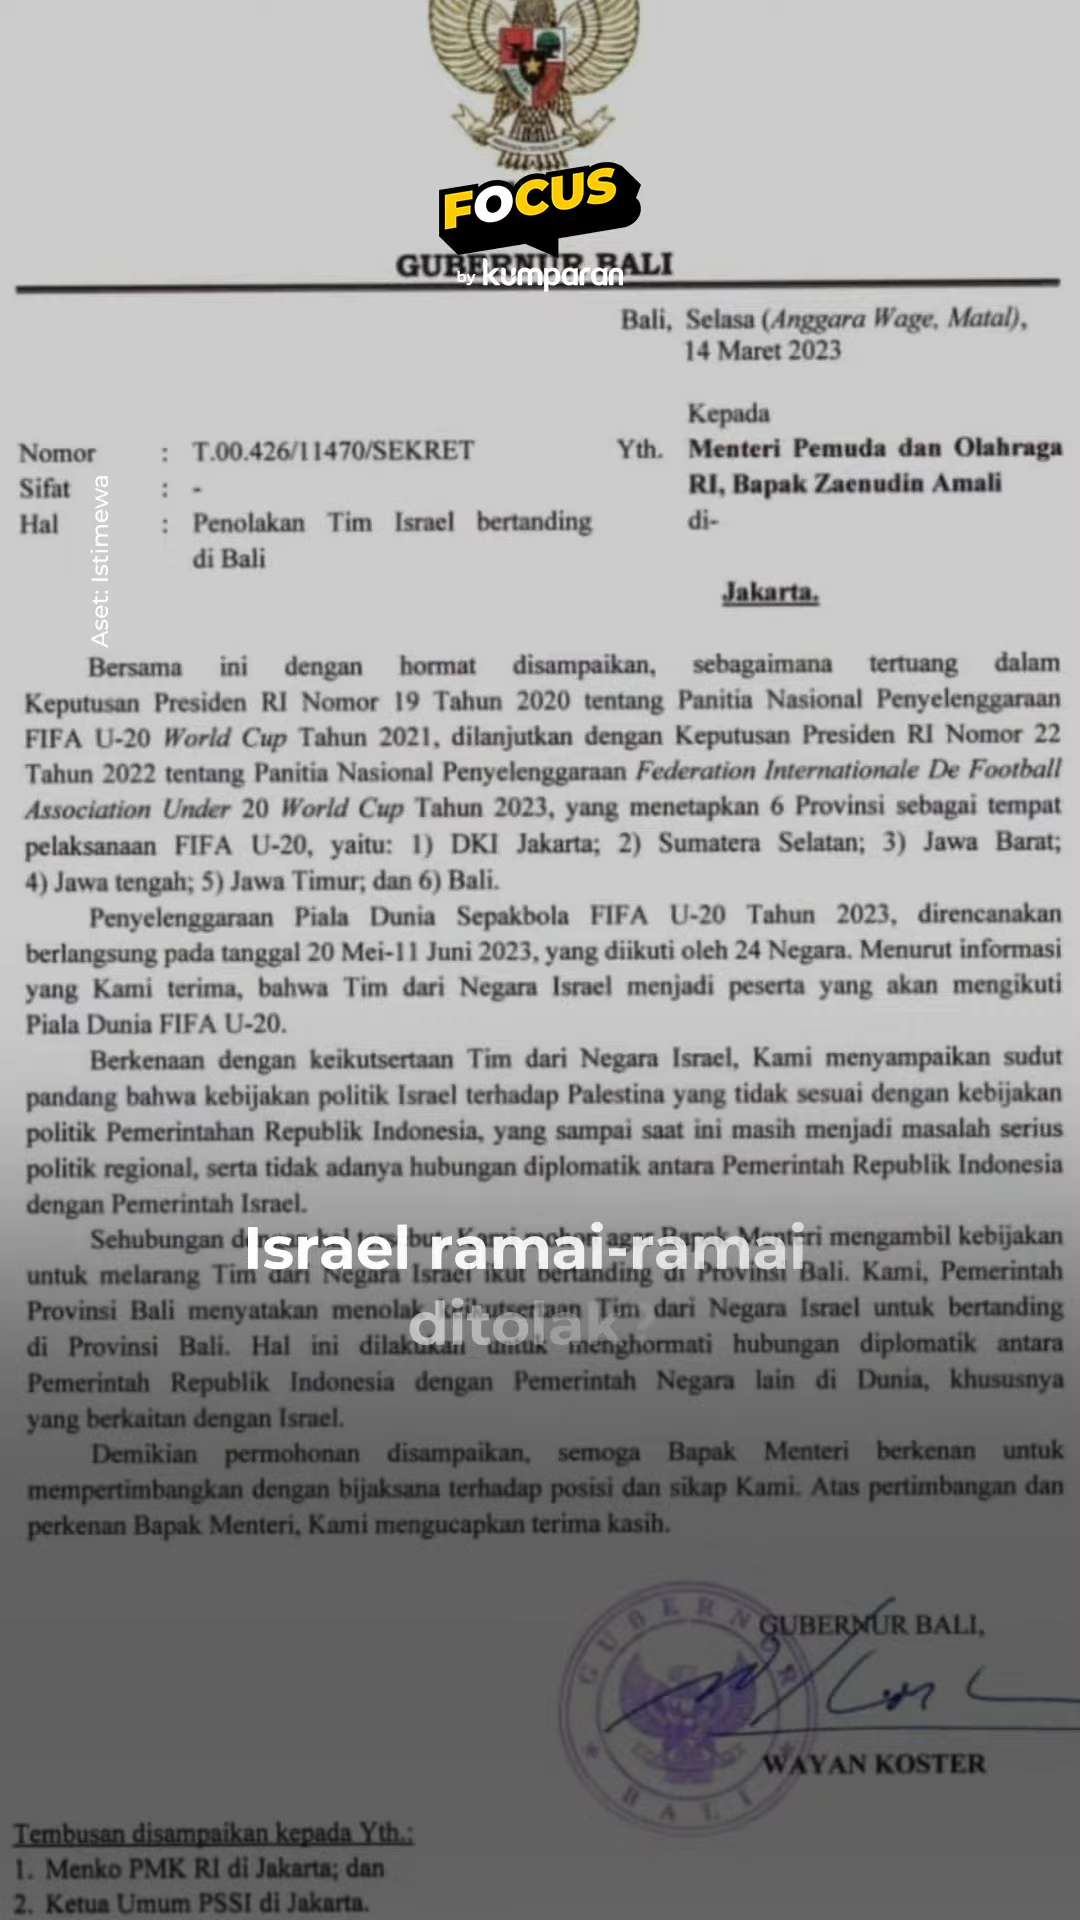 FOCUS
GUBERNUR BALI
by kumparan
Bali, Selasa (Anggara Wage, Matal),
14 Maret 2023
Kepada
Nomor : T.00.426/11470/SEKRET
Yth. Menteri Pemuda dan Olahraga
Sifat : -
RI, Bapak Zaenudin Amali
Hal : Penolakan Tim Israel bertanding
di-
di Bali
Jakarta.
Aset: Istimewa
Bersama ini dengan hormat disampaikan, sebagaimana tertuang dalam
Keputusan Presiden RI Nomor 19 Tahun 2020 tentang Panitia Nasional Penyelenggaraan
FIFA U-20 World Cup Tahun 2021, dilanjutkan dengan Keputusan Presiden RI Nomor 22
Tahun 2022 tentang Panitia Nasional Penyelenggaraan Federation Internationale De Football
Association Under 20 World Cup Tahun 2023, yang menetapkan 6 Provinsi sebagai tempat
pelaksanaan FIFA U-20, yaitu: 1) DKI Jakarta; 2) Sumatera Selatan; 3) Jawa Barat;
4) Jawa tengah; 5) Jawa Timur; dan 6) Bali.
Penyelenggaraan Piala Dunia Sepakbola FIFA U-20 Tahun 2023, direncanakan
berlangsung pada tanggal 20 Mei-11 Juni 2023, yang diikuti oleh 24 Negara. Menurut informasi
yang Kami terima, bahwa Tim dari Negara Israel menjadi peserta yang akan mengikuti
Piala Dunia FIFA U-20.
Berkenaan dengan keikutsertaan Tim dari Negara Israel, Kami menyampaikan sudut
pandang bahwa kebijakan politik Israel terhadap Palestina yang tidak sesuai dengan kebijakan
politik Pemerintahan Republik Indonesia, yang sampai saat ini masih menjadi masalah serius
politik regional, serta tidak adanya hubungan diplomatik antara Pemerintah Republik Indonesia
dengan Pemerintah Israel.
Sehubungan dengan hal tersebut, Kami mohon agar Bapak Menteri mengambil kebijakan
Israel ramai-ramai
untuk melarang Tim dari Negara Israel ikut bertanding di Provinsi Bali. Kami, Pemerintah
Provinsi Bali menyatakan menolak keikutsertaan Tim dari Negara Israel untuk bertanding
ditolak?
di Provinsi Bali. Hal ini dilakukan untuk menghormati hubungan diplomatik antara
Pemerintah Republik Indonesia dengan Pemerintah Negara lain di Dunia, khususnya
yang berkaitan dengan Israel.
Demikian permohonan disampaikan, semoga Bapak Menteri berkenan untuk
mempertimbangkan dengan bijaksana terhadap posisi dan sikap Kami. Atas pertimbangan dan
perkenan Bapak Menteri, Kami mengucapkan terima kasih.
GUBERNUR BALI,
GUBERNUR
BALI
WAYAN KOSTER
Tembusan disampaikan kepada Yth.:
1. Menko PMK RI di Jakarta; dan
2. Ketua Umum PSSI di Jakarta.